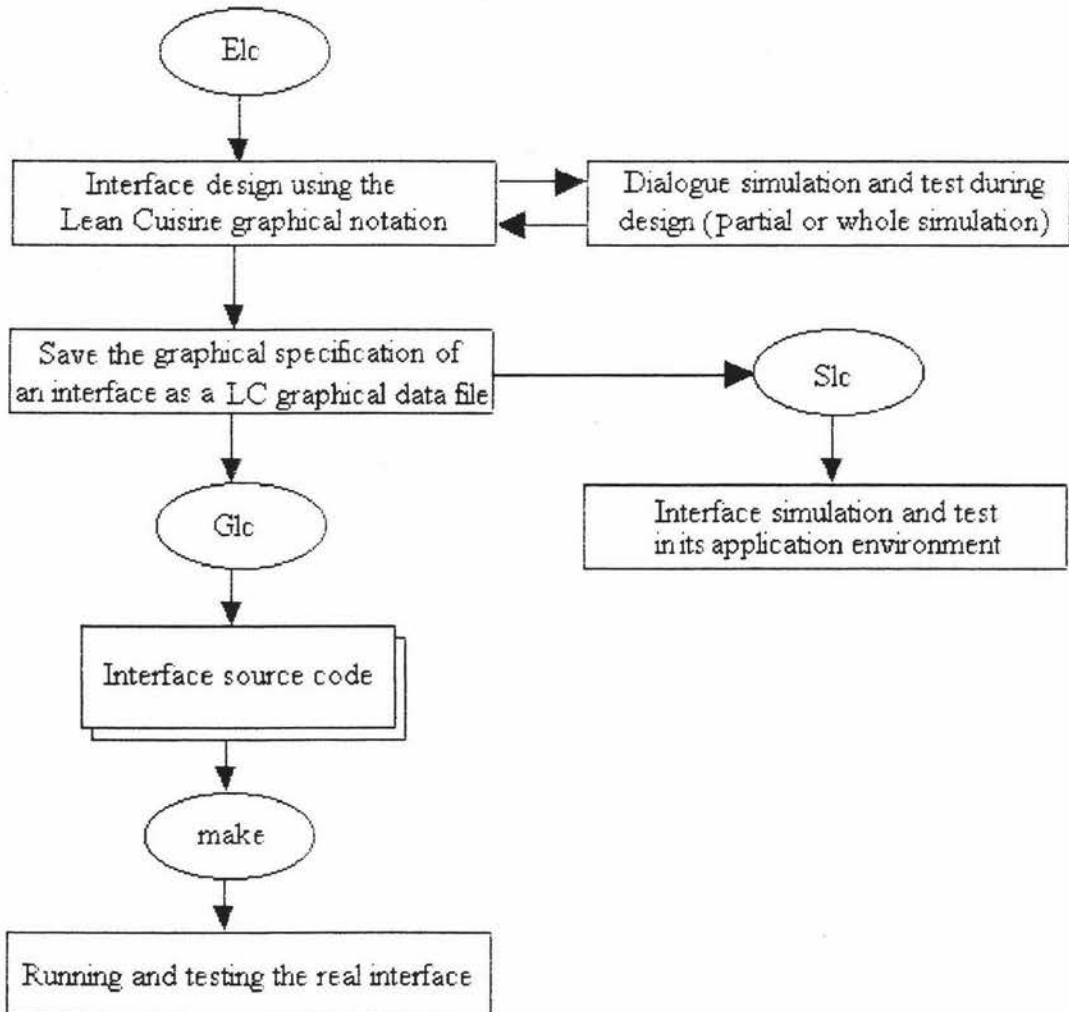 Elc
Interface design using the
Lean Cuisine graphical notation
Dialogue simulation and test during
design (partial or whole simulation)
Save the graphical specification of
an interface as a LC graphical data file
Slc
Glc
Interface simulation and test
in its application environment
Interface source code
make
Running and testing the real interface